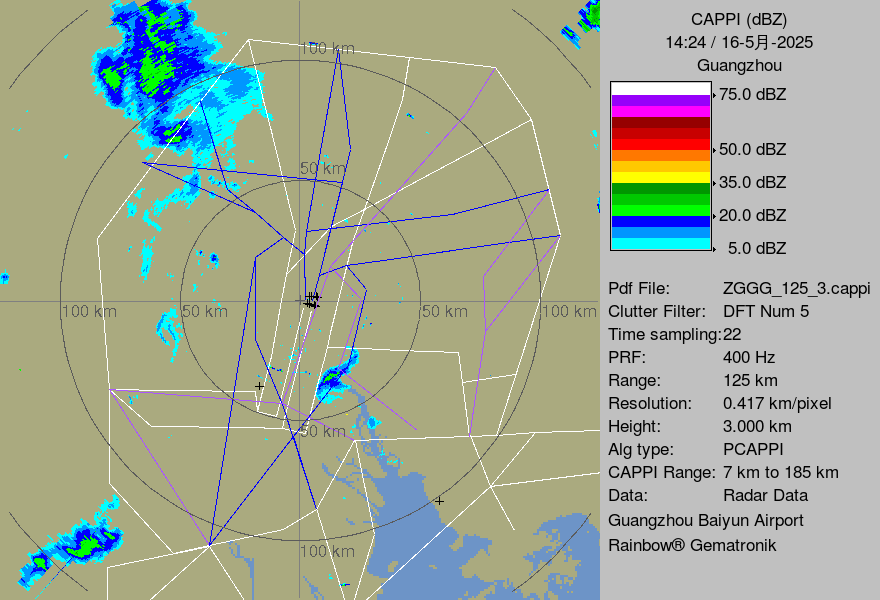 CAPPI (dBZ)
14:24 / 16-5月-2025
Guangzhou
75.0 dBZ
50.0 dBZ
35.0 dBZ
20.0 dBZ
5.0 dBZ
Pdf File: ZGGG_125_3.cappi
Clutter Filter: DFT Num 5
Time sampling:22
PRF: 400 Hz
Range: 125 km
Resolution: 0.417 km/pixel
Height: 3.000 km
Alg type: PCAPPI
CAPPI Range: 7 km to 185 km
Data: Radar Data
Guangzhou Baiyun Airport
Rainbow® Gematronik
100 km
50 km
100 km
50 km
50 km
100 km
50 km
100 km